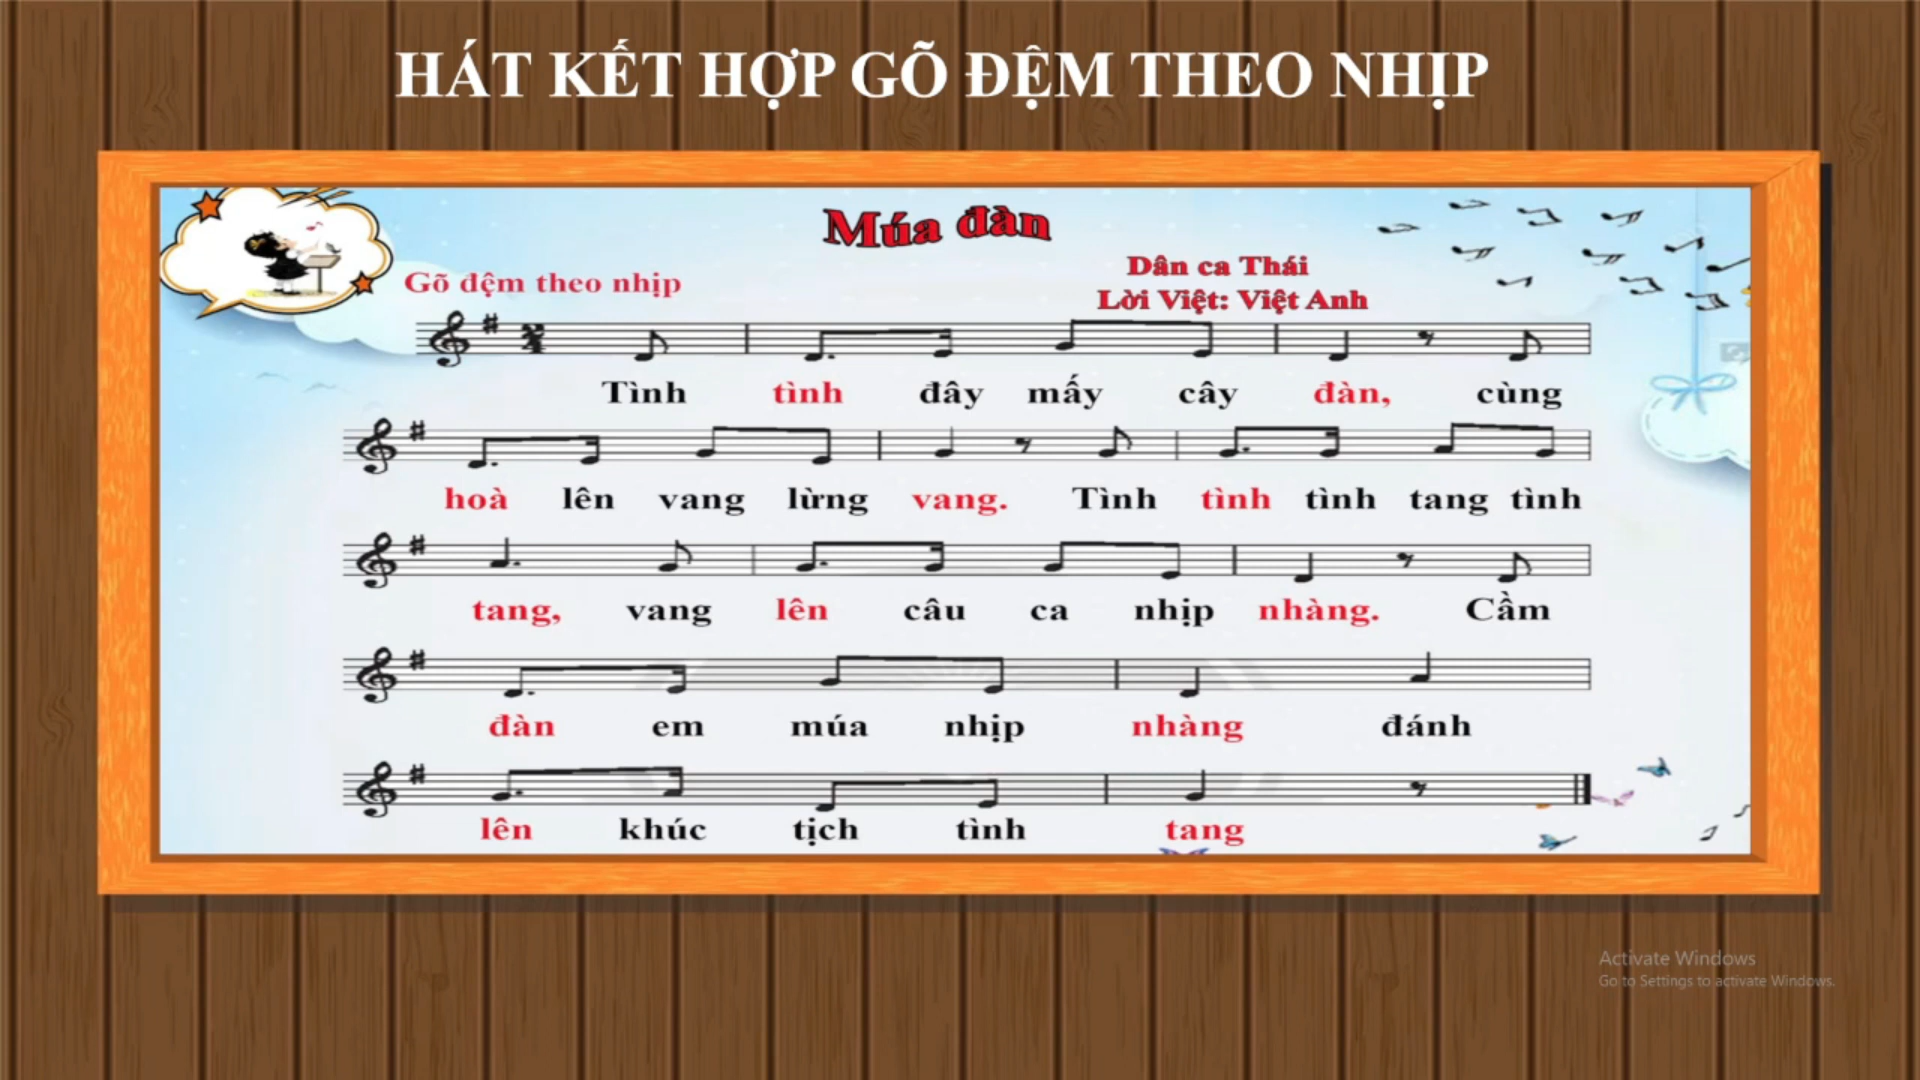 HÁT KẾT HỢP GÕ ĐỆM THEO NHỊP
Múa đàn
Dân ca Thái
Gõ đệm theo nhịp
Lời Việt: Việt Anh
Tình tình đây mấy cây đàn, cùng
hoà lên vang lừng vang. Tình tình tình tang tình
tang, vang lên câu ca nhịp nhàng. Cầm
đàn em múa nhịp nhàng đánh
lên khúc tịch tình tang
Activate Windows
Go to Settings to activate Windows.